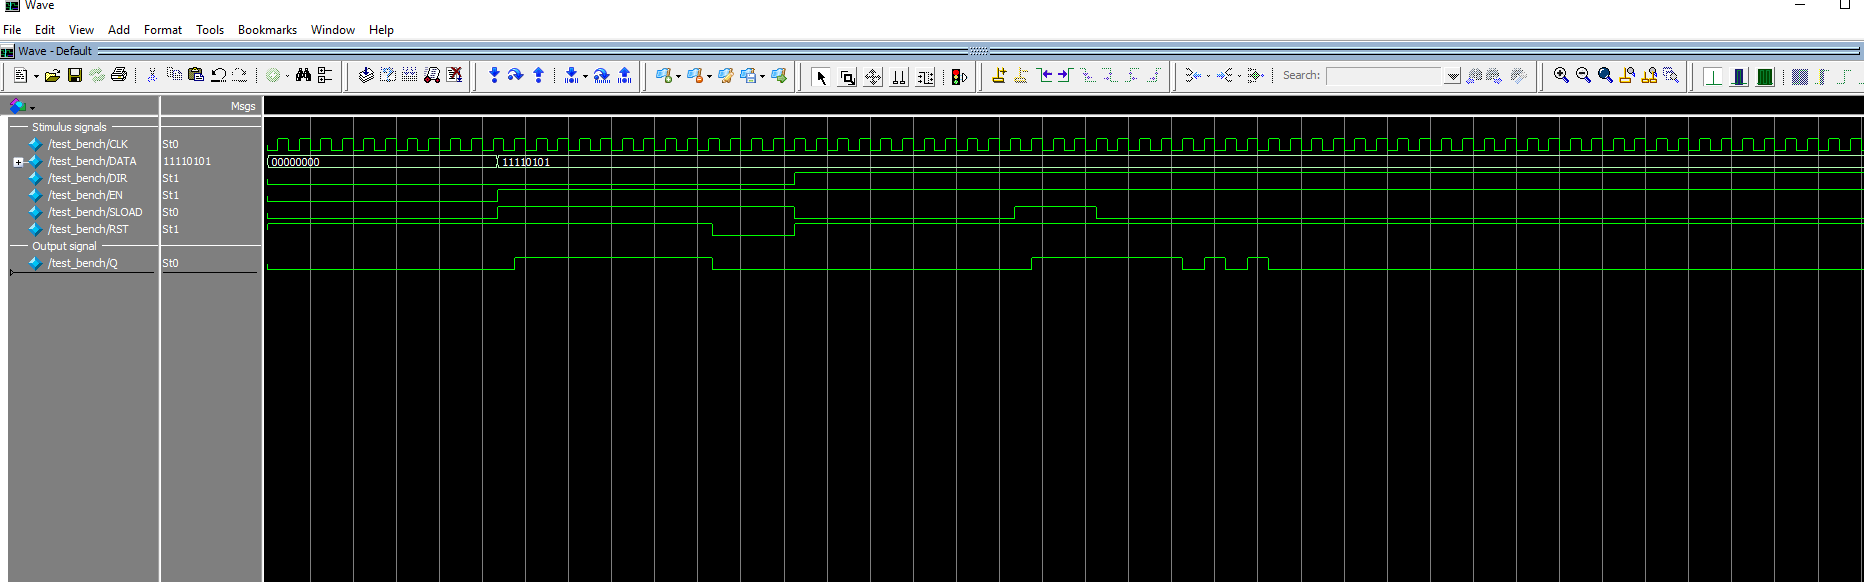 Wave
File Edit View Add Format Tools Bookmarks Window Help
Wave - Default
Search:
Msgs
Stimulus signals
/test_bench/CLK St0
/test_bench/DATA 11110101 00000000 11110101
/test_bench/DIR St1
/test_bench/EN St1
/test_bench/SLOAD St0
/test_bench/RST St1
Output signal
/test_bench/Q St0